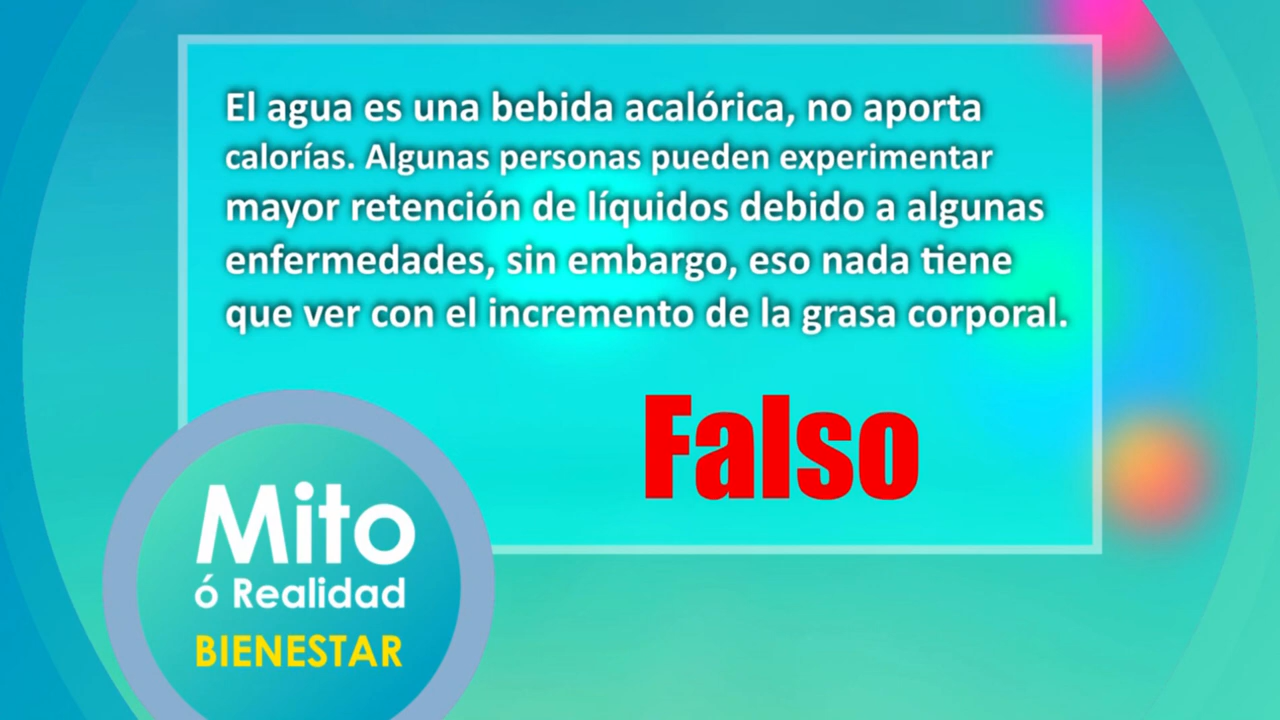 El agua es una bebida acalórica, no aporta
calorías. Algunas personas pueden experimentar
mayor retención de líquidos debido a algunas
enfermedades, sin embargo, eso nada tiene
que ver con el incremento de la grasa corporal.
Falso
Mito
ó Realidad
BIENESTAR